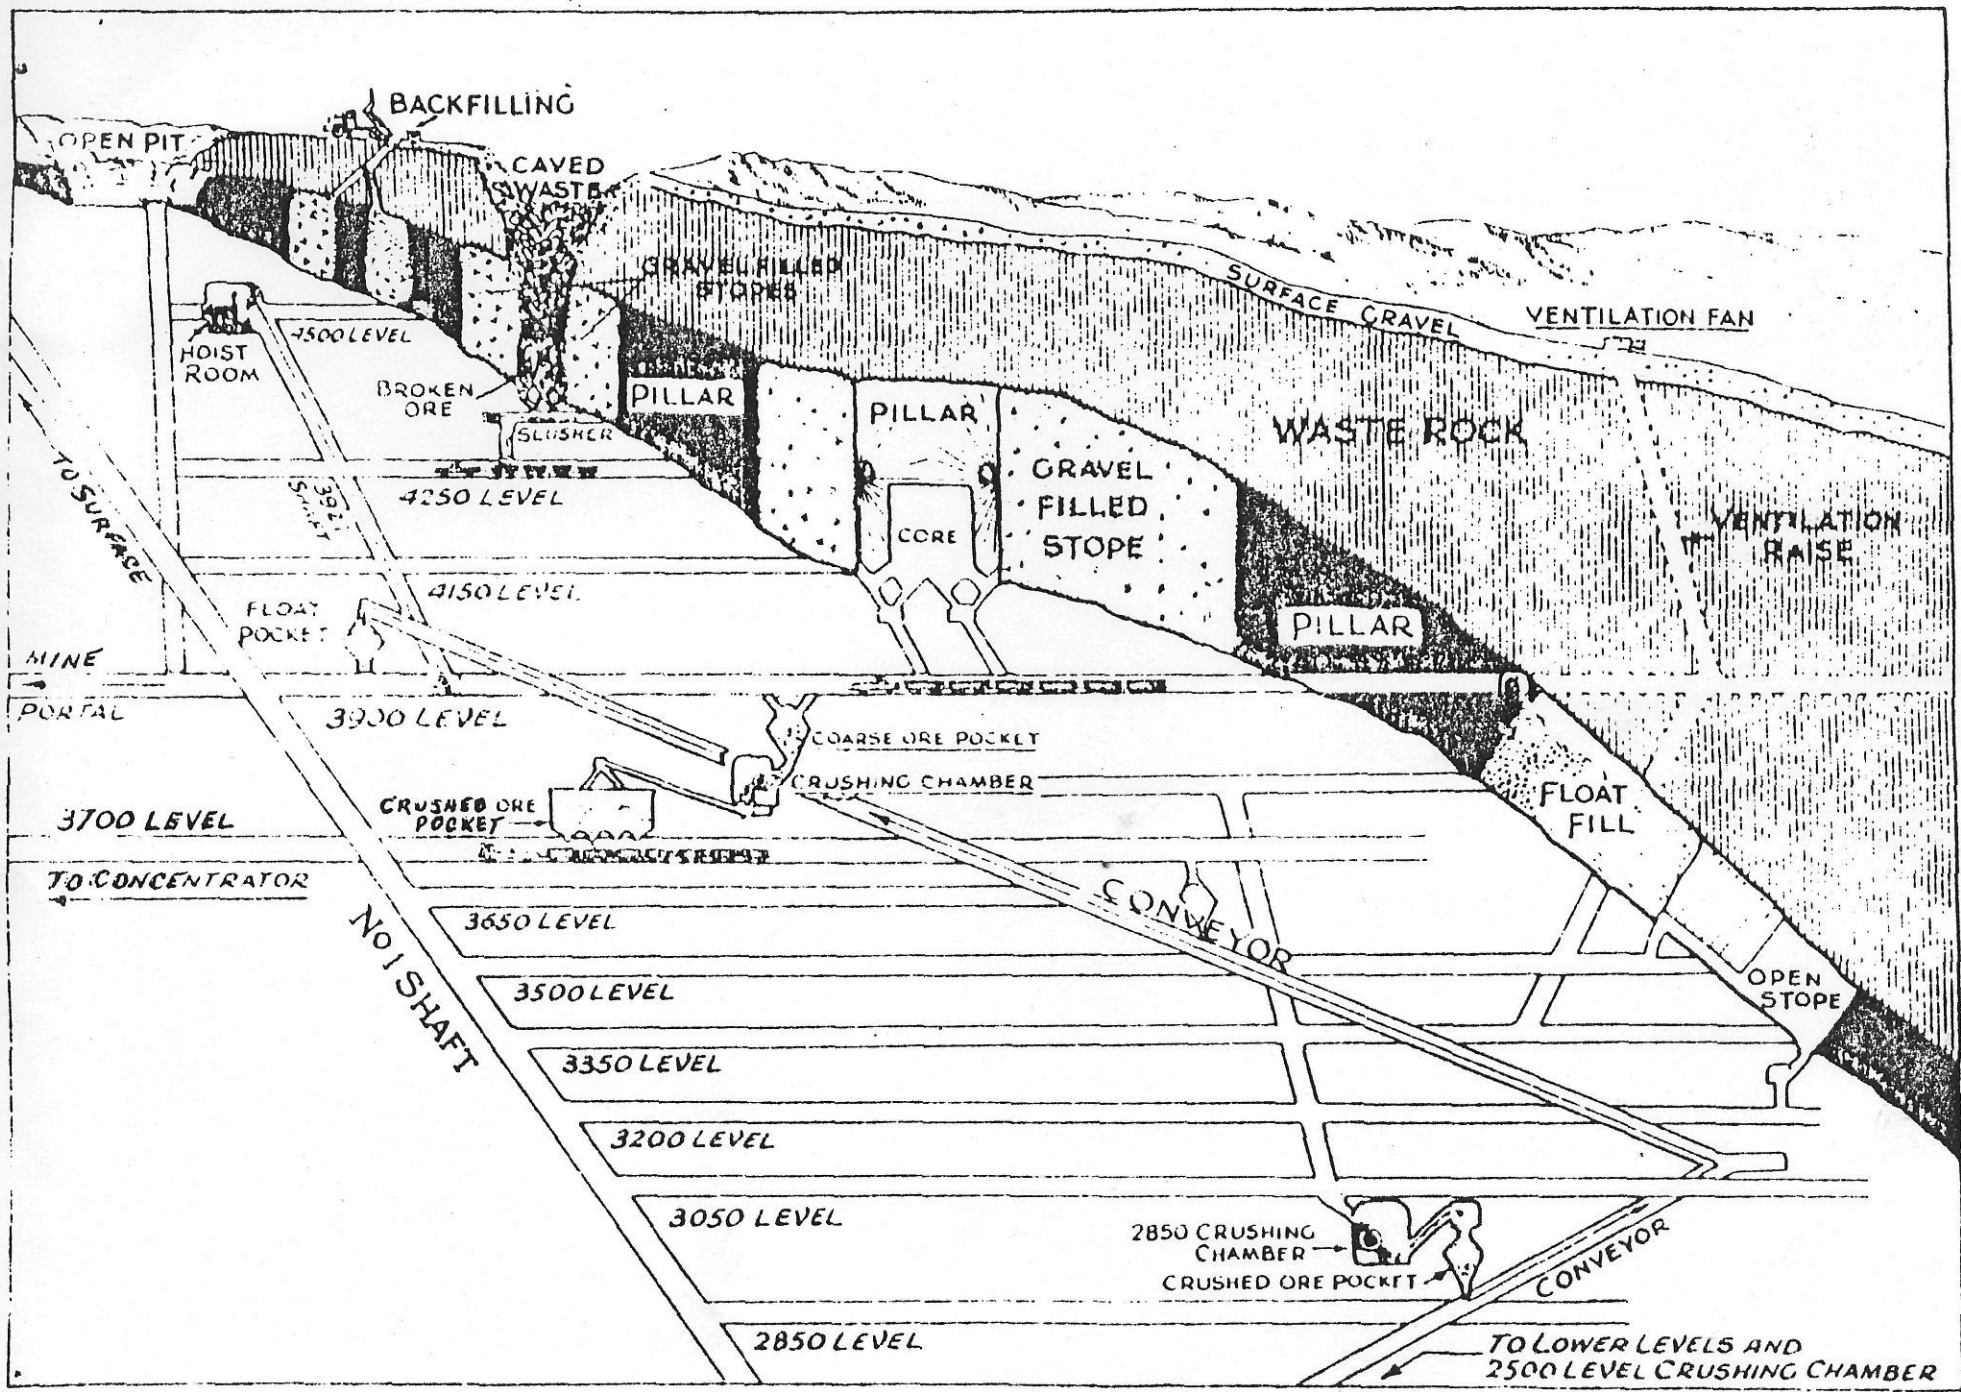 BACKFILLING
OPEN PIT
CAVED
WASTE
GRAVEL FILLED
STOPES
SURFACE GRAVEL
VENTILATION FAN
4500 LEVEL
HOIST
ROOM
BROKEN
ORE
PILLAR
PILLAR
WASTE ROCK
SLUSHER
GRAVEL
FILLED
STOPE
TO SURFACE
SHAFT
4250 LEVEL
CORE
VENTILATION
RAISE
4150 LEVEL
FLOAT
POCKET
PILLAR
MINE
PORTAL
3900 LEVEL
COARSE ORE POCKET
CRUSHING CHAMBER
CRUSHED ORE
POCKET
FLOAT
FILL
3700 LEVEL
TO CONCENTRATOR
CONVEYOR
NO 1 SHAFT
3650 LEVEL
3500 LEVEL
OPEN
STOPE
3350 LEVEL
3200 LEVEL
3050 LEVEL
2850 CRUSHING
CHAMBER
CRUSHED ORE POCKET
CONVEYOR
2850 LEVEL
TO LOWER LEVELS AND
2500 LEVEL CRUSHING CHAMBER